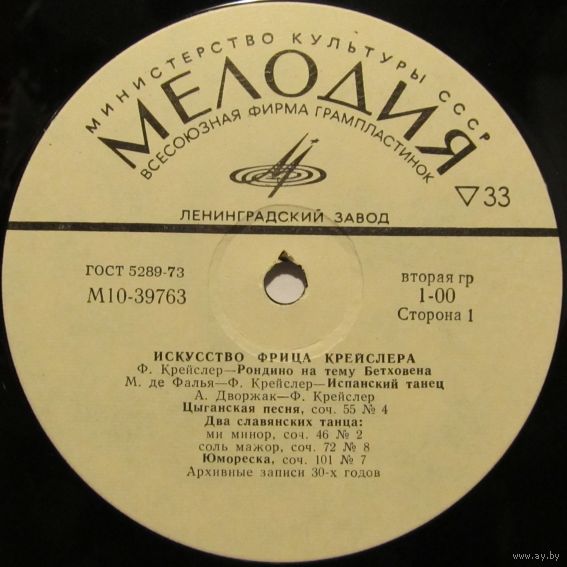 МИНИСТЕРСТВО КУЛЬТУРЫ СССР
МЕЛОДИЯ
ВСЕСОЮЗНАЯ ФИРМА ГРАМПЛАСТИНОК
▽33
ЛЕНИНГРАДСКИЙ ЗАВОД
ГОСТ 5289-73
М10-39763
вторая гр
1-00
Сторона 1
ИСКУССТВО ФРИЦА КРЕЙСЛЕРА
Ф. Крейслер—Рондино на тему Бетховена
М. де Фалья—Ф. Крейслер—Испанский танец
А. Дворжак—Ф. Крейслер
Цыганская песня, соч. 55 № 4
Два славянских танца:
ми минор, соч. 46 № 2
соль мажор, соч. 72 № 8
Юмореска, соч. 101 № 7
Архивные записи 30-х годов
www.ay.by